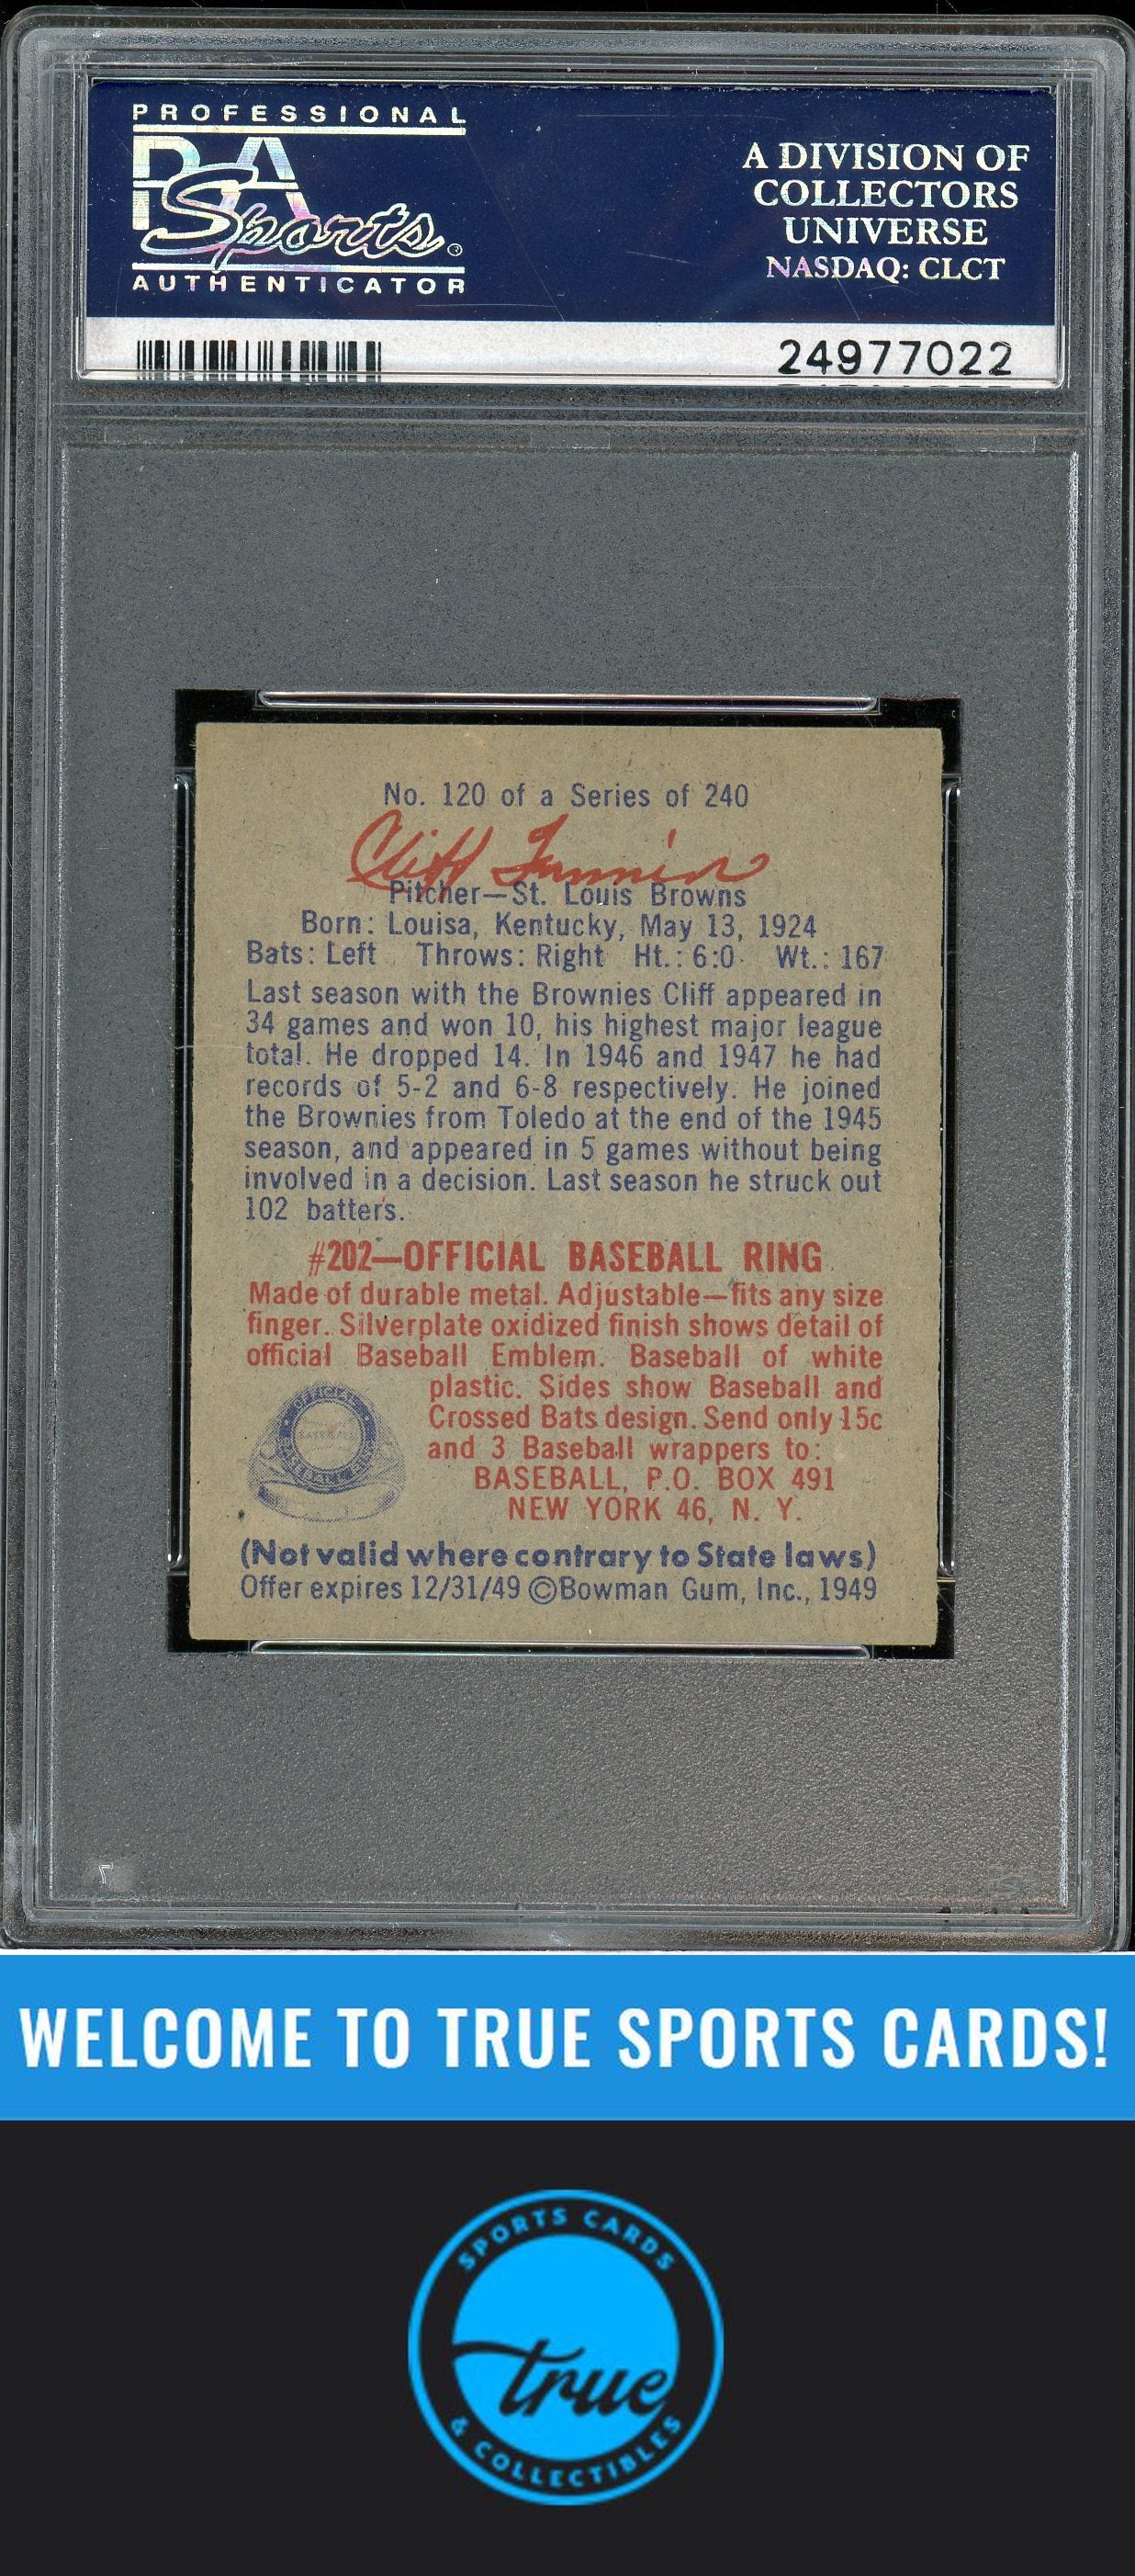 PROFESSIONAL
PSA
Sports®
AUTHENTICATOR
A DIVISION OF
COLLECTORS
UNIVERSE
NASDAQ: CLCT
24977022
No. 120 of a Series of 240
Cliff Fannin
Pitcher—St. Louis Browns
Born: Louisa, Kentucky, May 13, 1924
Bats: Left Throws: Right Ht.: 6:0 Wt.: 167
Last season with the Brownies Cliff appeared in
34 games and won 10, his highest major league
total. He dropped 14. In 1946 and 1947 he had
records of 5-2 and 6-8 respectively. He joined
the Brownies from Toledo at the end of the 1945
season, and appeared in 5 games without being
involved in a decision. Last season he struck out
102 batters.
#202—OFFICIAL BASEBALL RING
Made of durable metal. Adjustable—fits any size
finger. Silverplate oxidized finish shows detail of
official Baseball Emblem. Baseball of white
plastic. Sides show Baseball and
Crossed Bats design. Send only 15c
and 3 Baseball wrappers to:
BASEBALL, P.O. BOX 491
NEW YORK 46, N. Y.
(Not valid where contrary to State laws)
Offer expires 12/31/49 ©Bowman Gum, Inc., 1949
WELCOME TO TRUE SPORTS CARDS!
SPORTS CARDS
true
& COLLECTIBLES